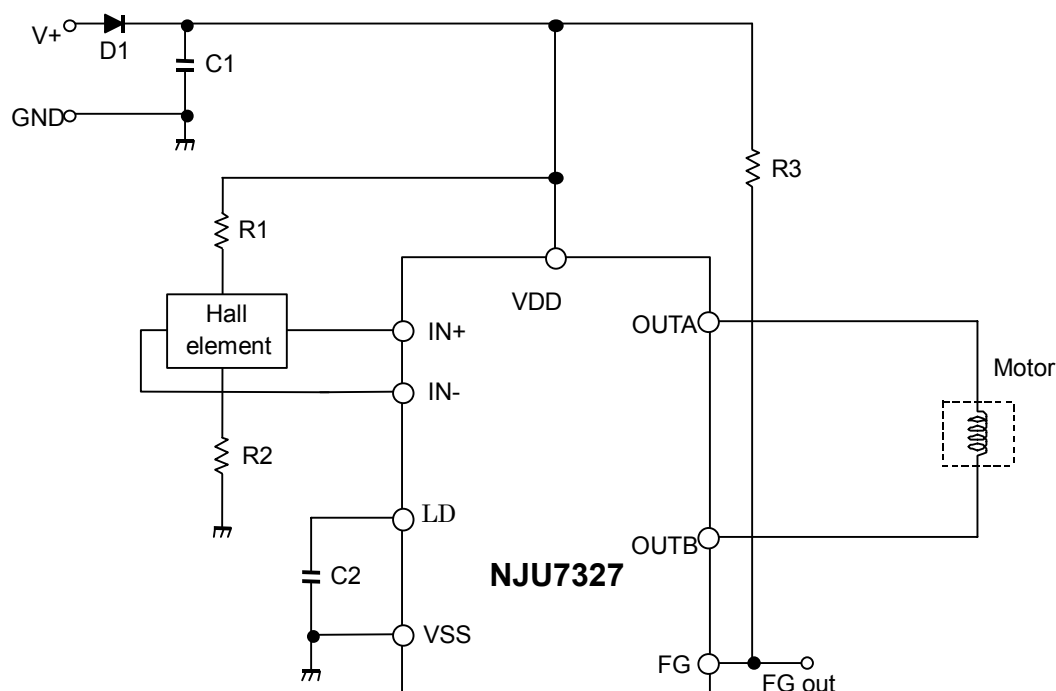 V+
D1
C1
GND
R3
R1
VDD
Hall
element
IN+
OUTA
Motor
IN-
R2
LD
C2
OUTB
NJU7327
VSS
FG
FG out